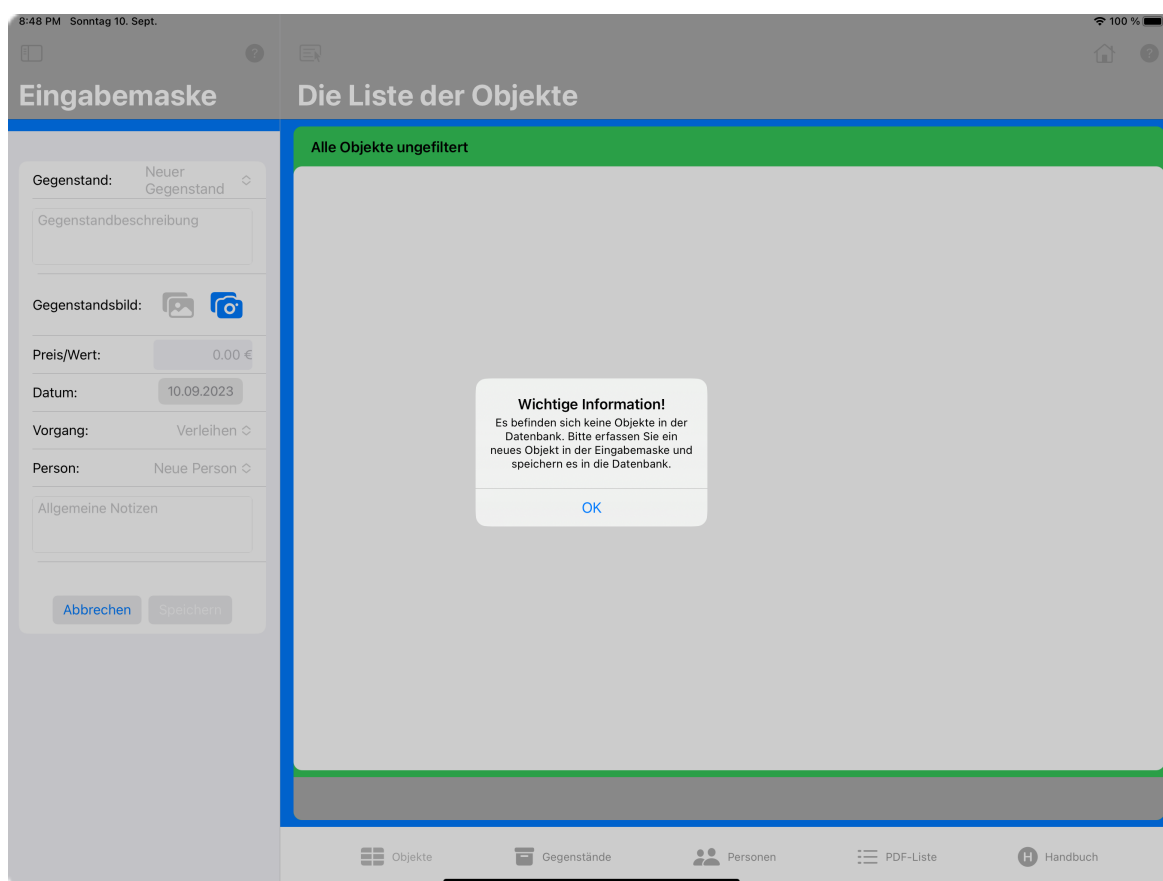 8:48 PM Sonntag 10. Sept.
100 %
Eingabemaske
Die Liste der Objekte
Alle Objekte ungefiltert
Gegenstand:
Neuer
Gegenstand
Gegenstandbeschreibung
Gegenstandsbild:
Preis/Wert:
0.00 €
Datum:
10.09.2023
Vorgang:
Verleihen
Person:
Neue Person
Allgemeine Notizen
Abbrechen
Speichern
Wichtige Information!
Es befinden sich keine Objekte in der
Datenbank. Bitte erfassen Sie ein
neues Objekt in der Eingabemaske und
speichern es in die Datenbank.
OK
Objekte
Gegenstände
Personen
PDF-Liste
H Handbuch